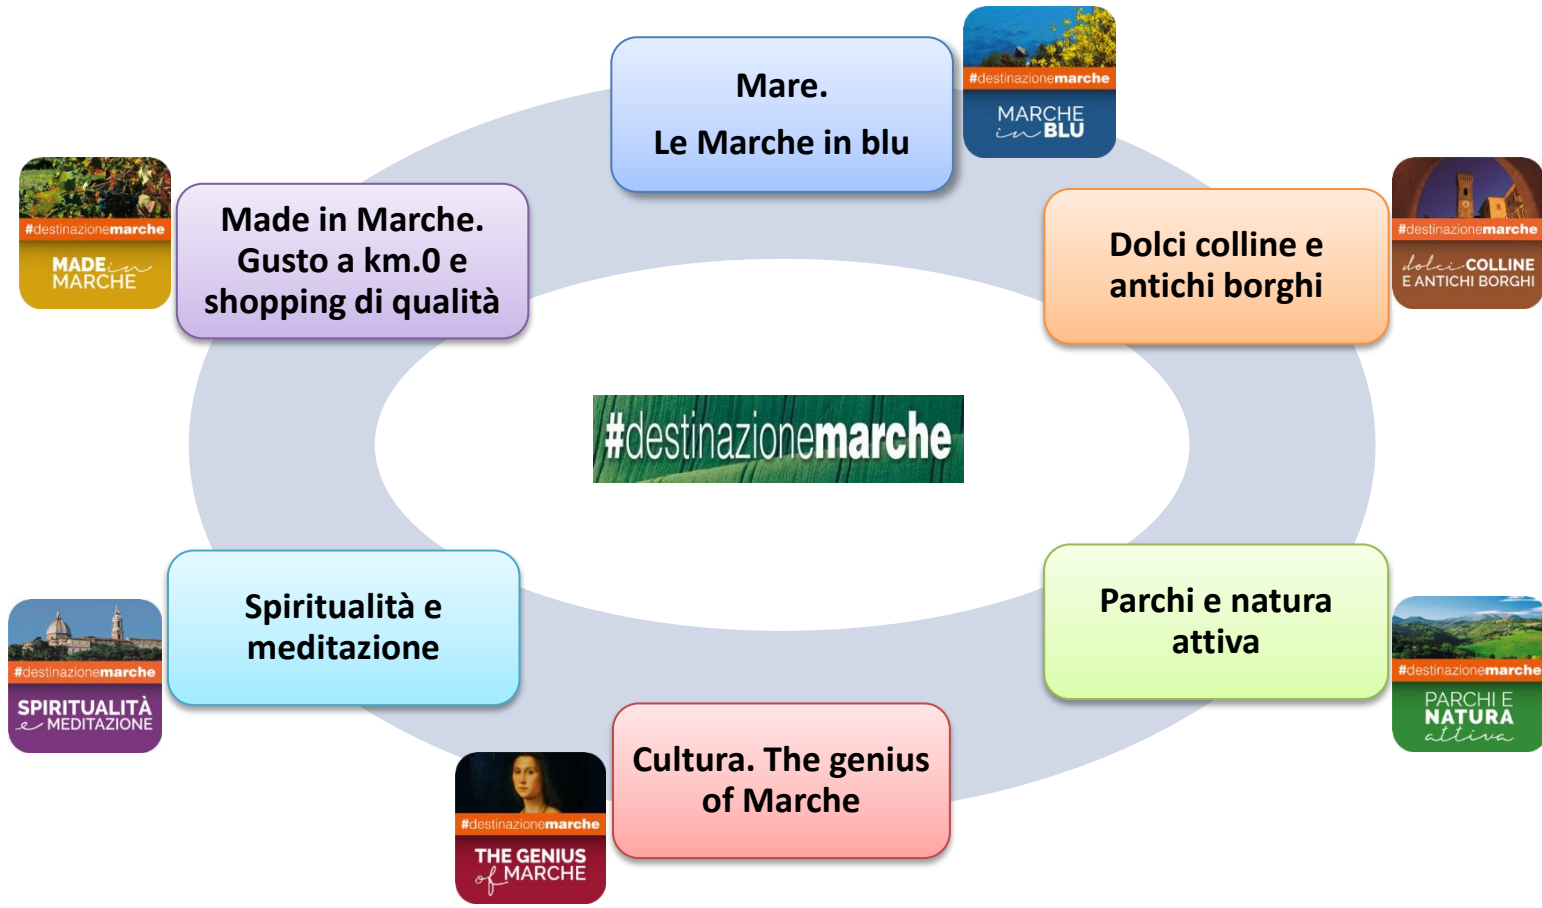 Mare.
Le Marche in blu
#destinazionemarche
MARCHE
in BLU
Dolci colline e
antichi borghi
#destinazionemarche
dolci COLLINE
E ANTICHI BORGHI
Parchi e natura
attiva
#destinazionemarche
PARCHI E
NATURA
attiva
Cultura. The genius
of Marche
#destinazionemarche
THE GENIUS
of MARCHE
Spiritualità e
meditazione
#destinazionemarche
SPIRITUALITÀ
e MEDITAZIONE
Made in Marche.
Gusto a km.0 e
shopping di qualità
#destinazionemarche
MADE in
MARCHE
#destinazionemarche